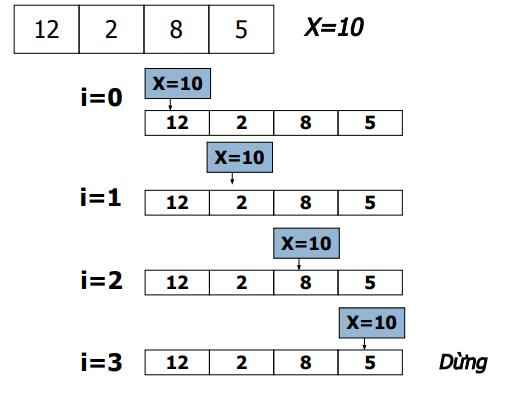 12 2 8 5 X=10
X=10
i=0
12 2 8 5
X=10
i=1 12 2 8 5
X=10
i=2 12 2 8 5
X=10
i=3 12 2 8 5 Dừng